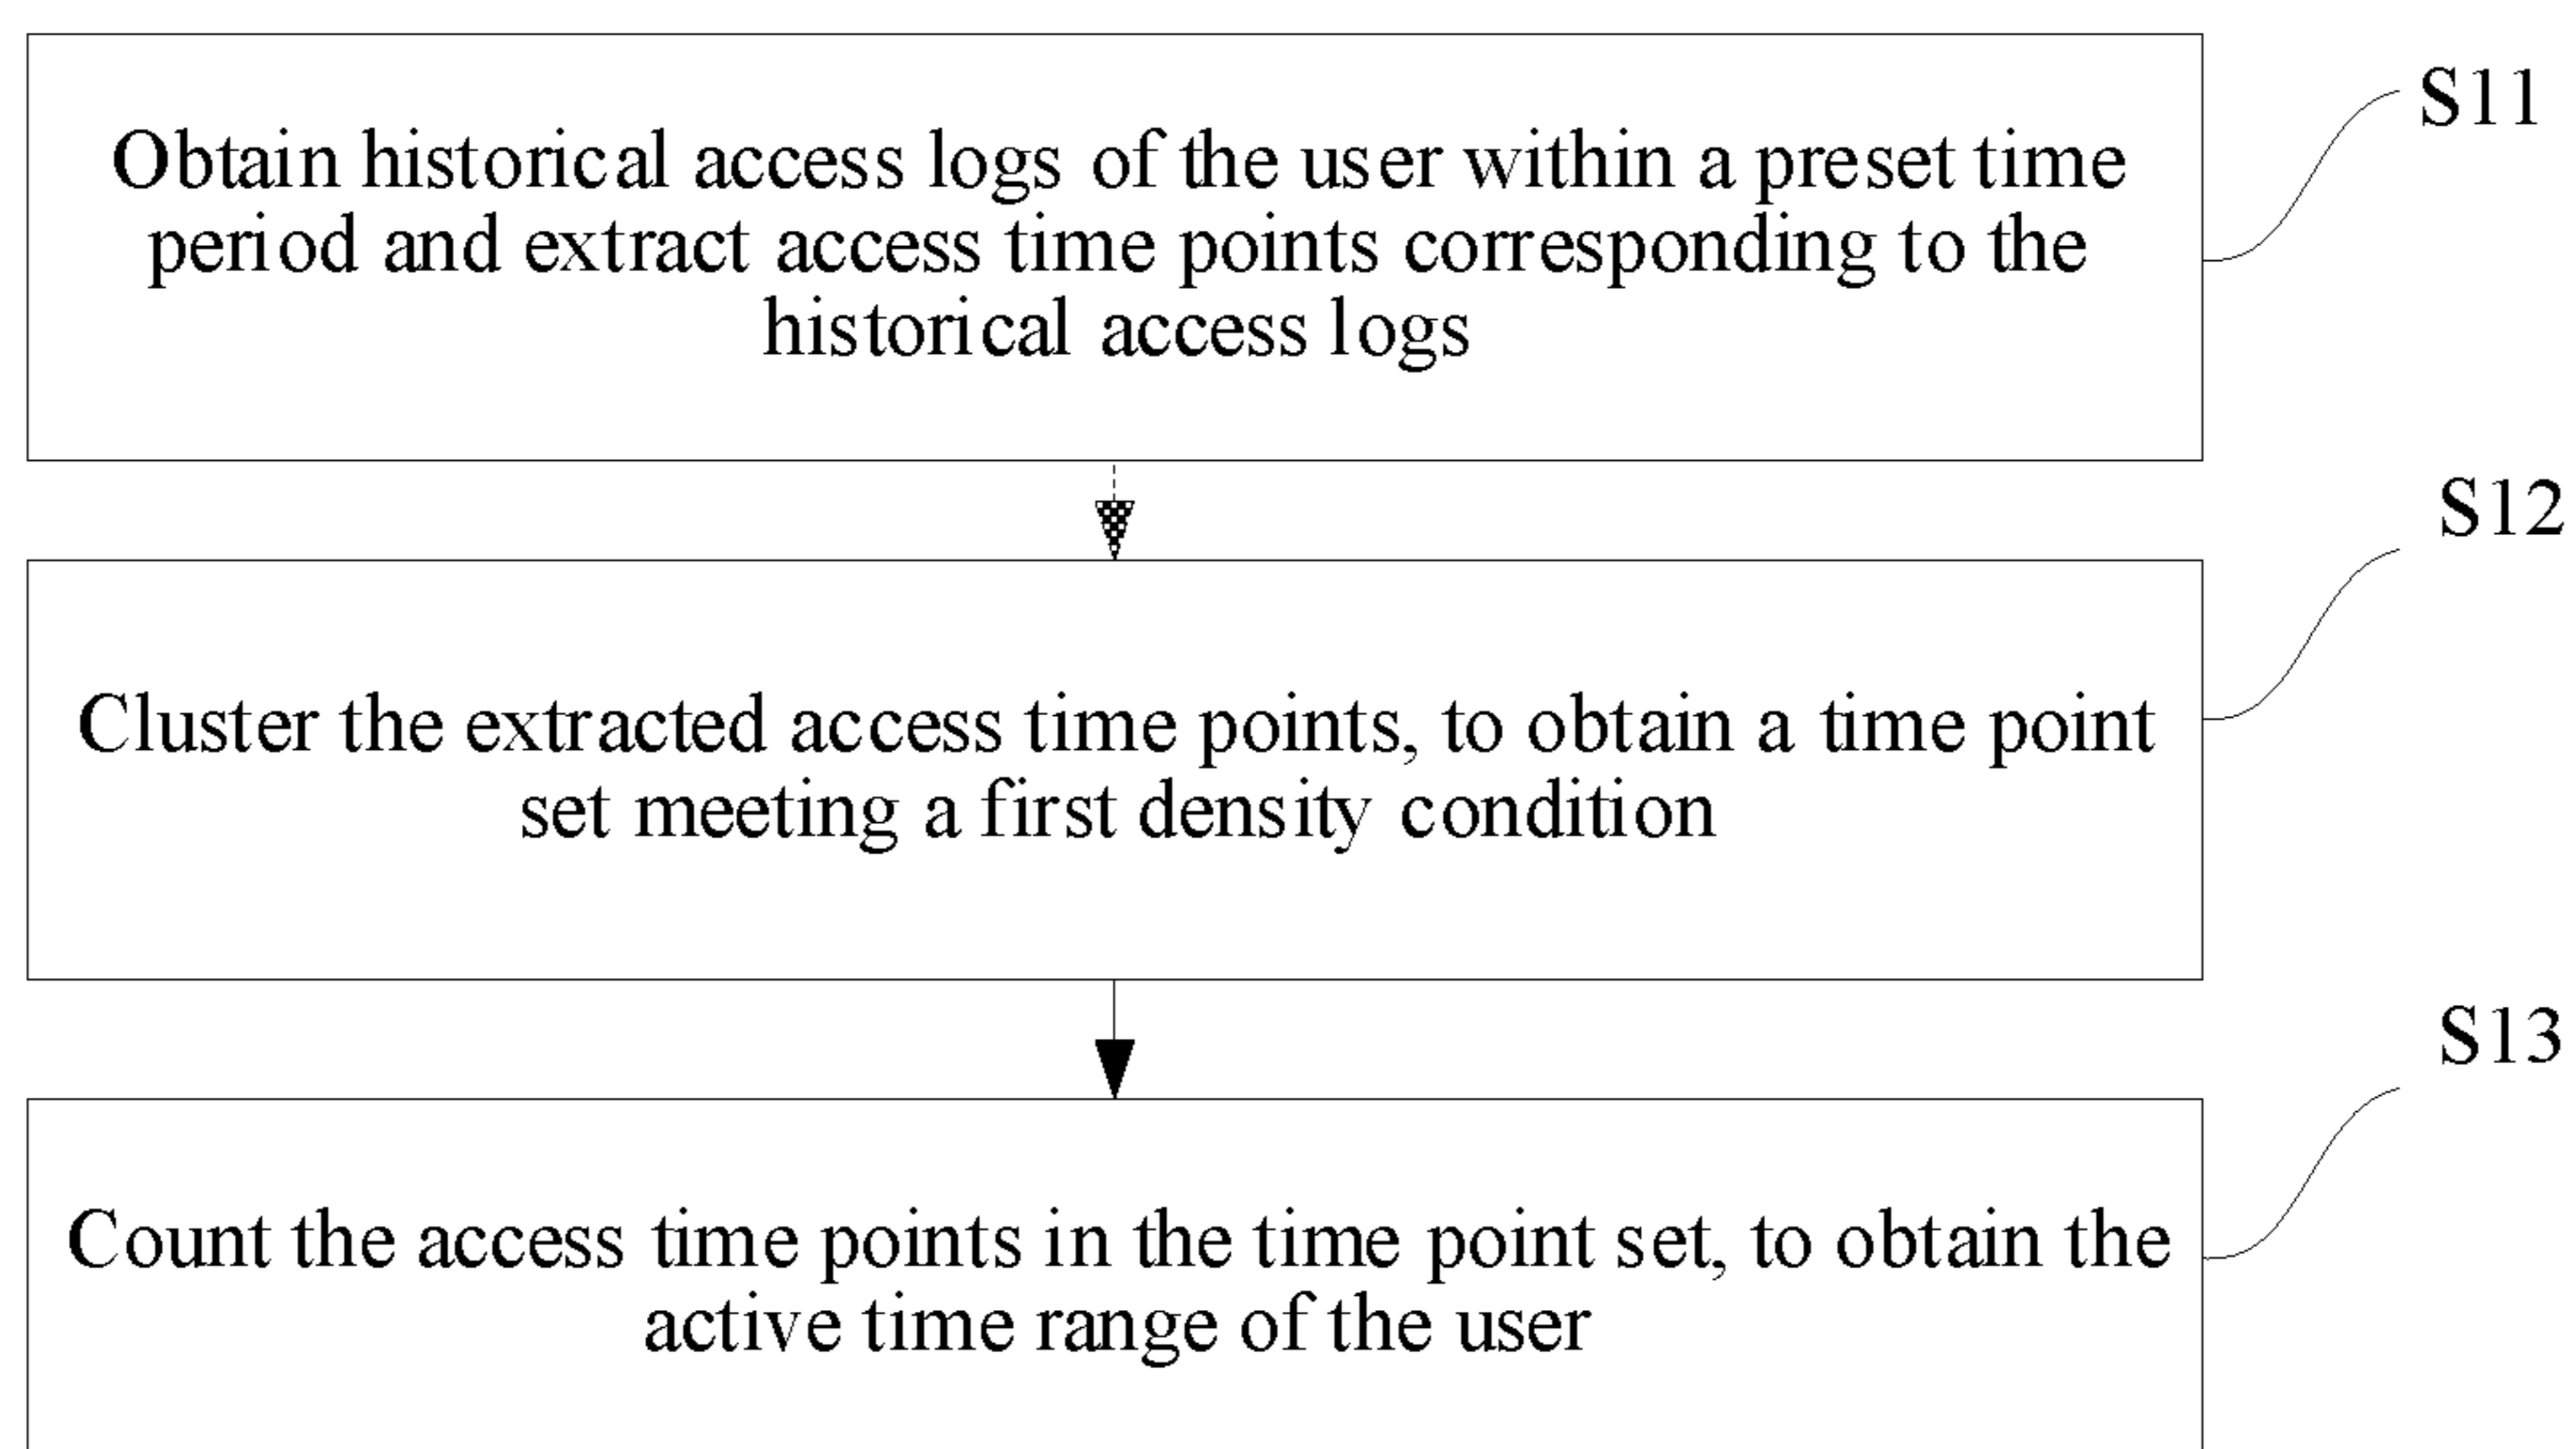 S11
Obtain historical access logs of the user within a preset time
period and extract access time points corresponding to the
historical access logs
S12
Cluster the extracted access time points, to obtain a time point
set meeting a first density condition
S13
Count the access time points in the time point set, to obtain the
active time range of the user